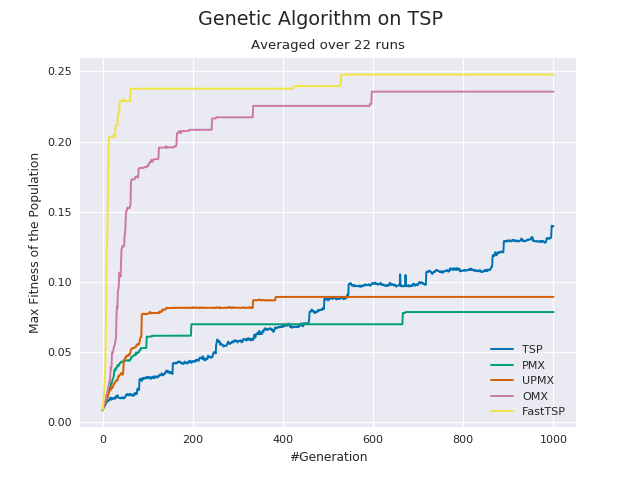 Genetic Algorithm on TSP
Averaged over 22 runs
Max Fitness of the Population
0.25
0.20
0.15
0.10
0.05
0.00
0 200 400 600 800 1000
#Generation
TSP
PMX
UPMX
OMX
FastTSP